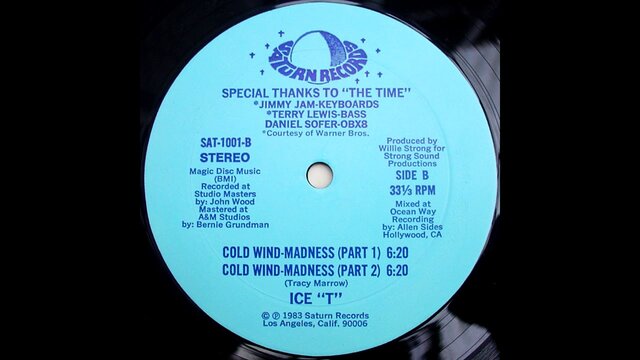 SATURN RECORDS
SPECIAL THANKS TO "THE TIME"
*JIMMY JAM-KEYBOARDS
*TERRY LEWIS-BASS
DANIEL SOFER-OBX8
*Courtesy of Warner Bros.
SAT-1001-B
STEREO
Magic Disc Music
(BMI)
Recorded at
Studio Masters
by: John Wood
Mastered at
A&M Studios
by: Bernie Grundman
Produced by
Willie Strong for
Strong Sound
Productions
SIDE B
33⅓ RPM
Mixed at
Ocean Way
Recording
by: Allen Sides
Hollywood, CA
COLD WIND-MADNESS (PART 1) 6:20
COLD WIND-MADNESS (PART 2) 6:20
(Tracy Marrow)
ICE "T"
© ℗ 1983 Saturn Records
Los Angeles, Calif. 90006